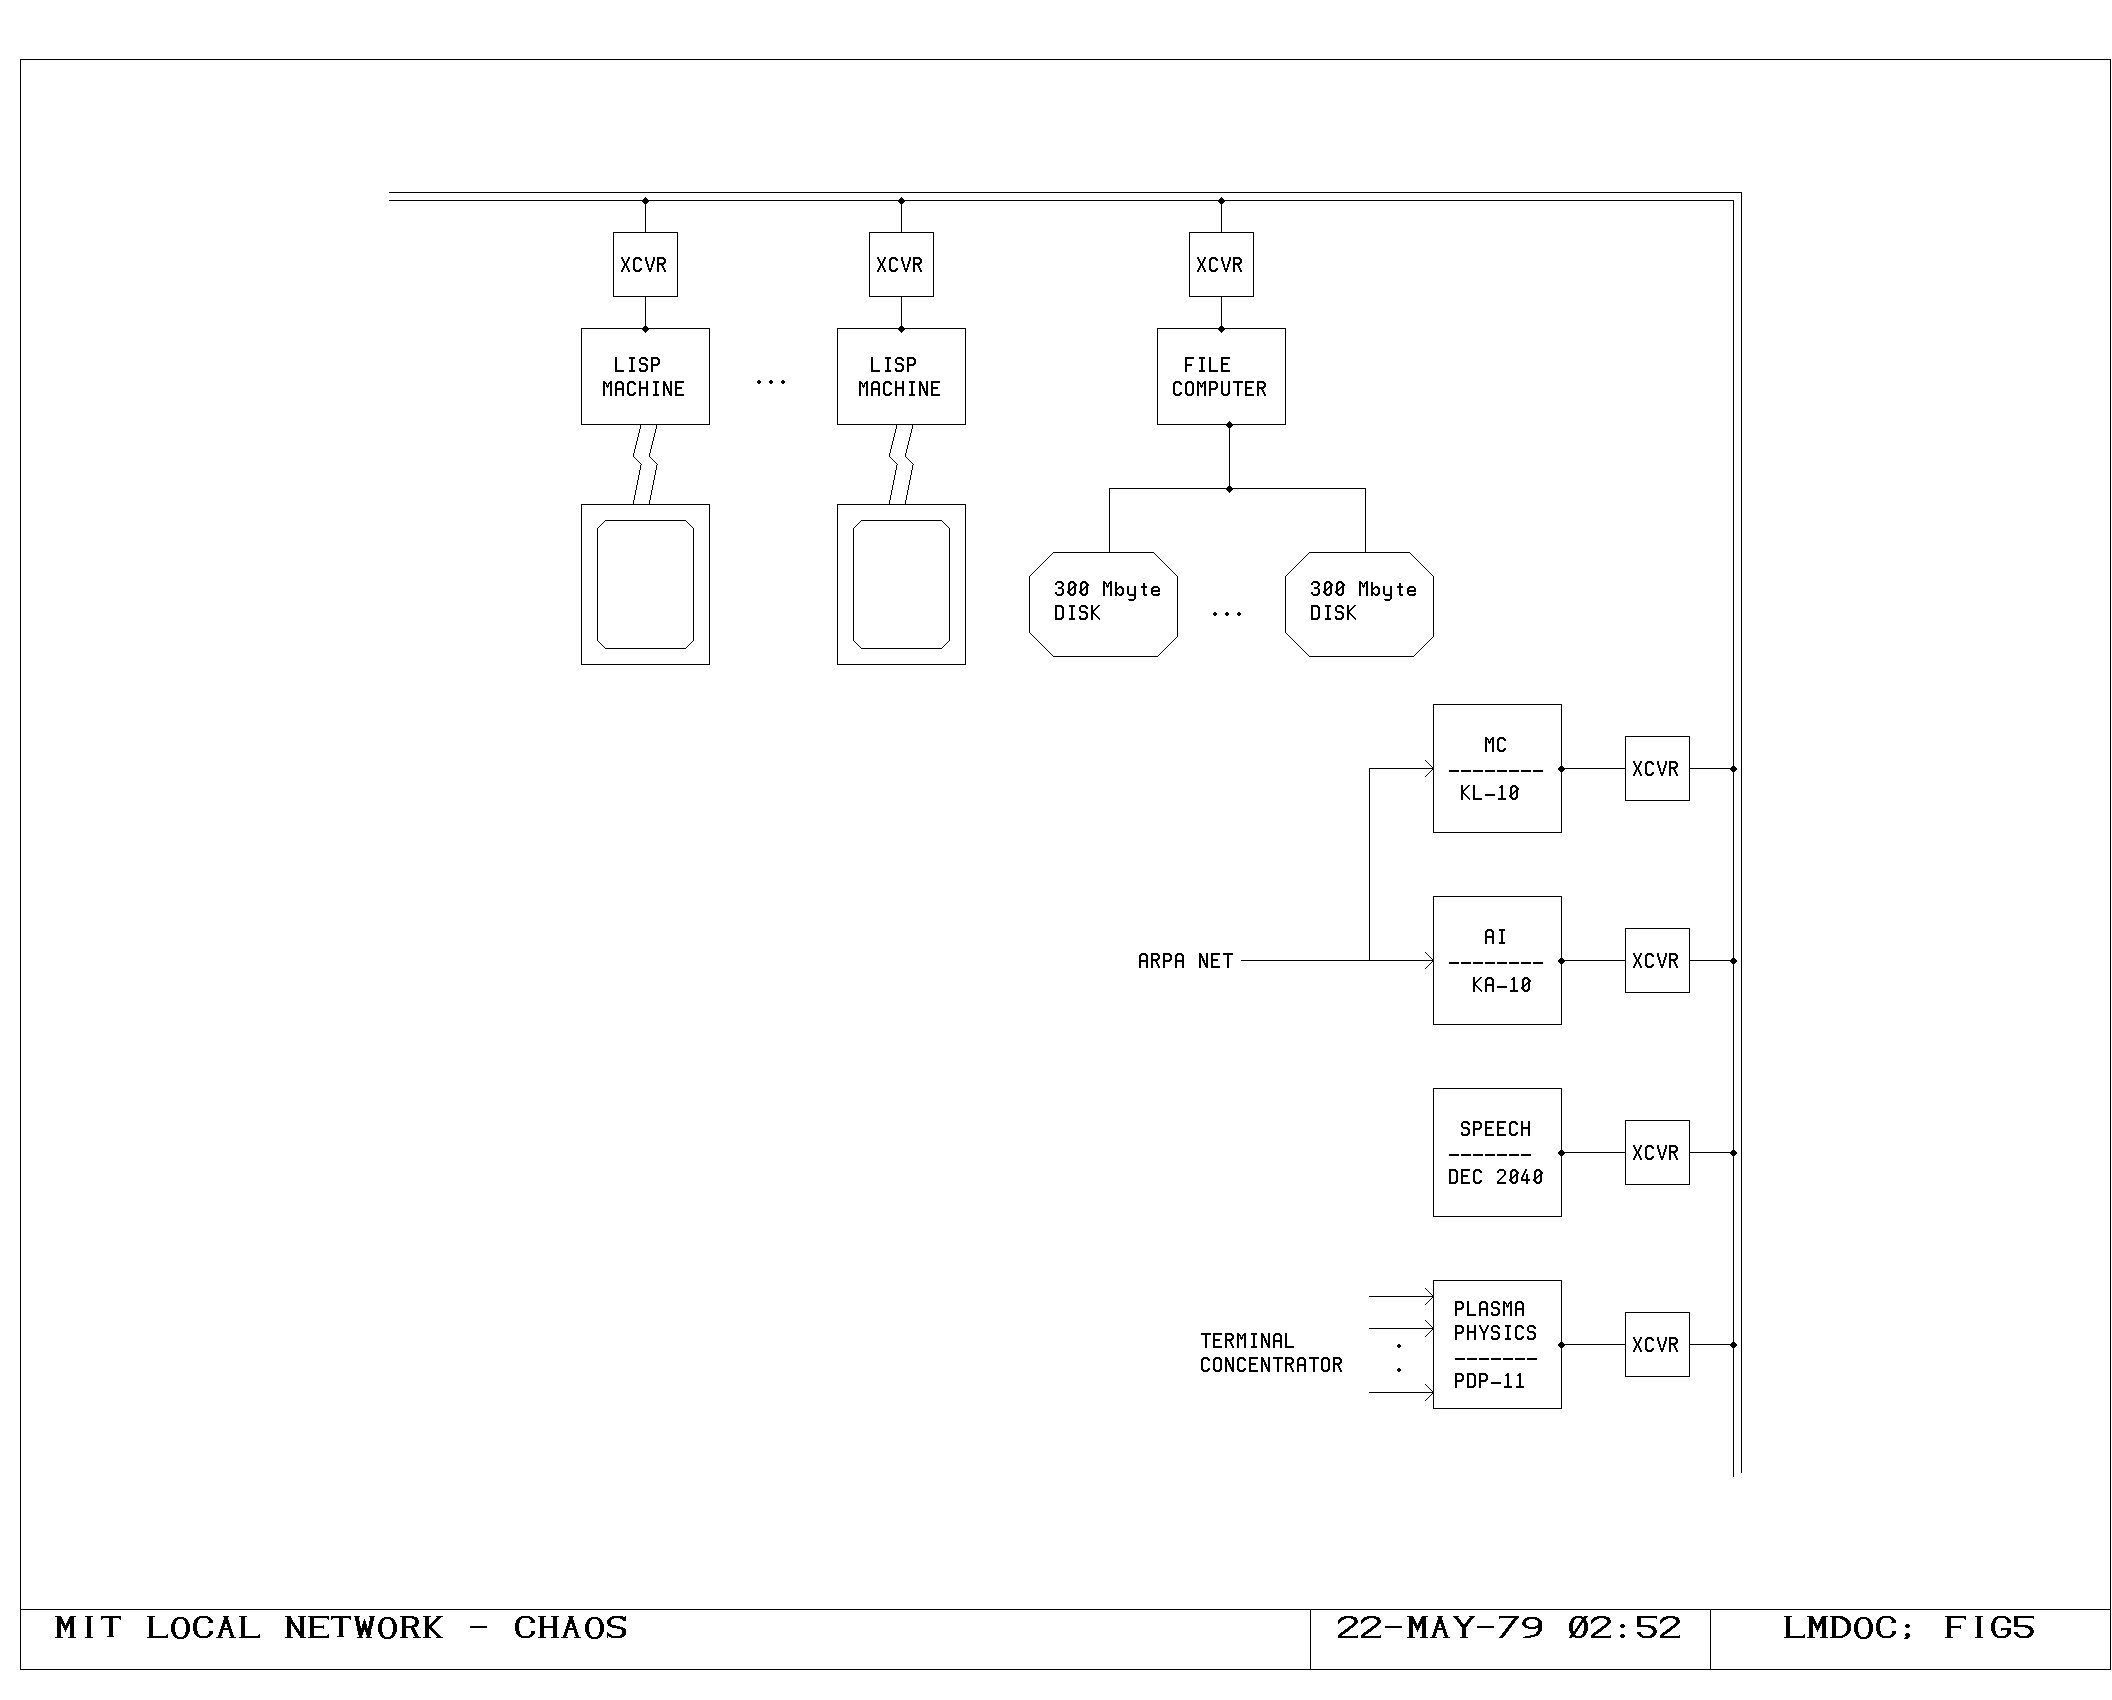 XCVR XCVR XCVR
LISP
MACHINE
...
LISP
MACHINE
FILE
COMPUTER
300 Mbyte
DISK
...
300 Mbyte
DISK
MC
--------
KL-10
XCVR
ARPA NET
AI
--------
KA-10
XCVR
SPEECH
-------
DEC 2040
XCVR
TERMINAL
CONCENTRATOR
PLASMA
PHYSICS
-------
PDP-11
XCVR
MIT LOCAL NETWORK - CHAOS
22-MAY-79 02:52
LMDOC; FIG5